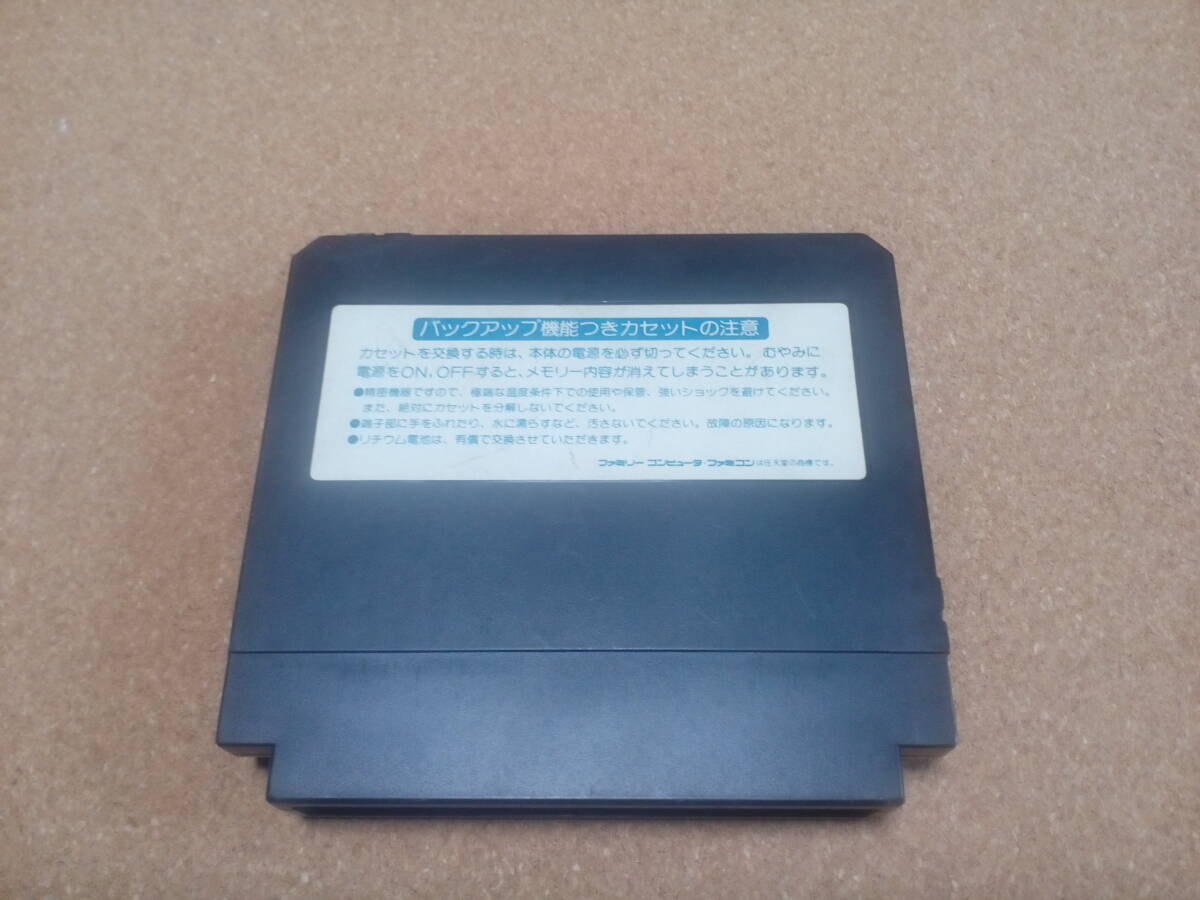 バックアップ機能つきカセットの注意
カセットを交換する時は、本体の電源を必ず切ってください。むやみに
電源をON、OFFすると、メモリー内容が消えてしまうことがあります。
●精密機器ですので、極端な温度条件下での使用や保管、強いショックを避けてください。
また、絶対にカセットを分解しないでください。
●端子部に手をふれたり、水に濡らすなど、汚さないでください。故障の原因になります。
●リチウム電池は、有償で交換させていただきます。
ファミリーコンピュータ・ファミコンは任天堂の商標です。